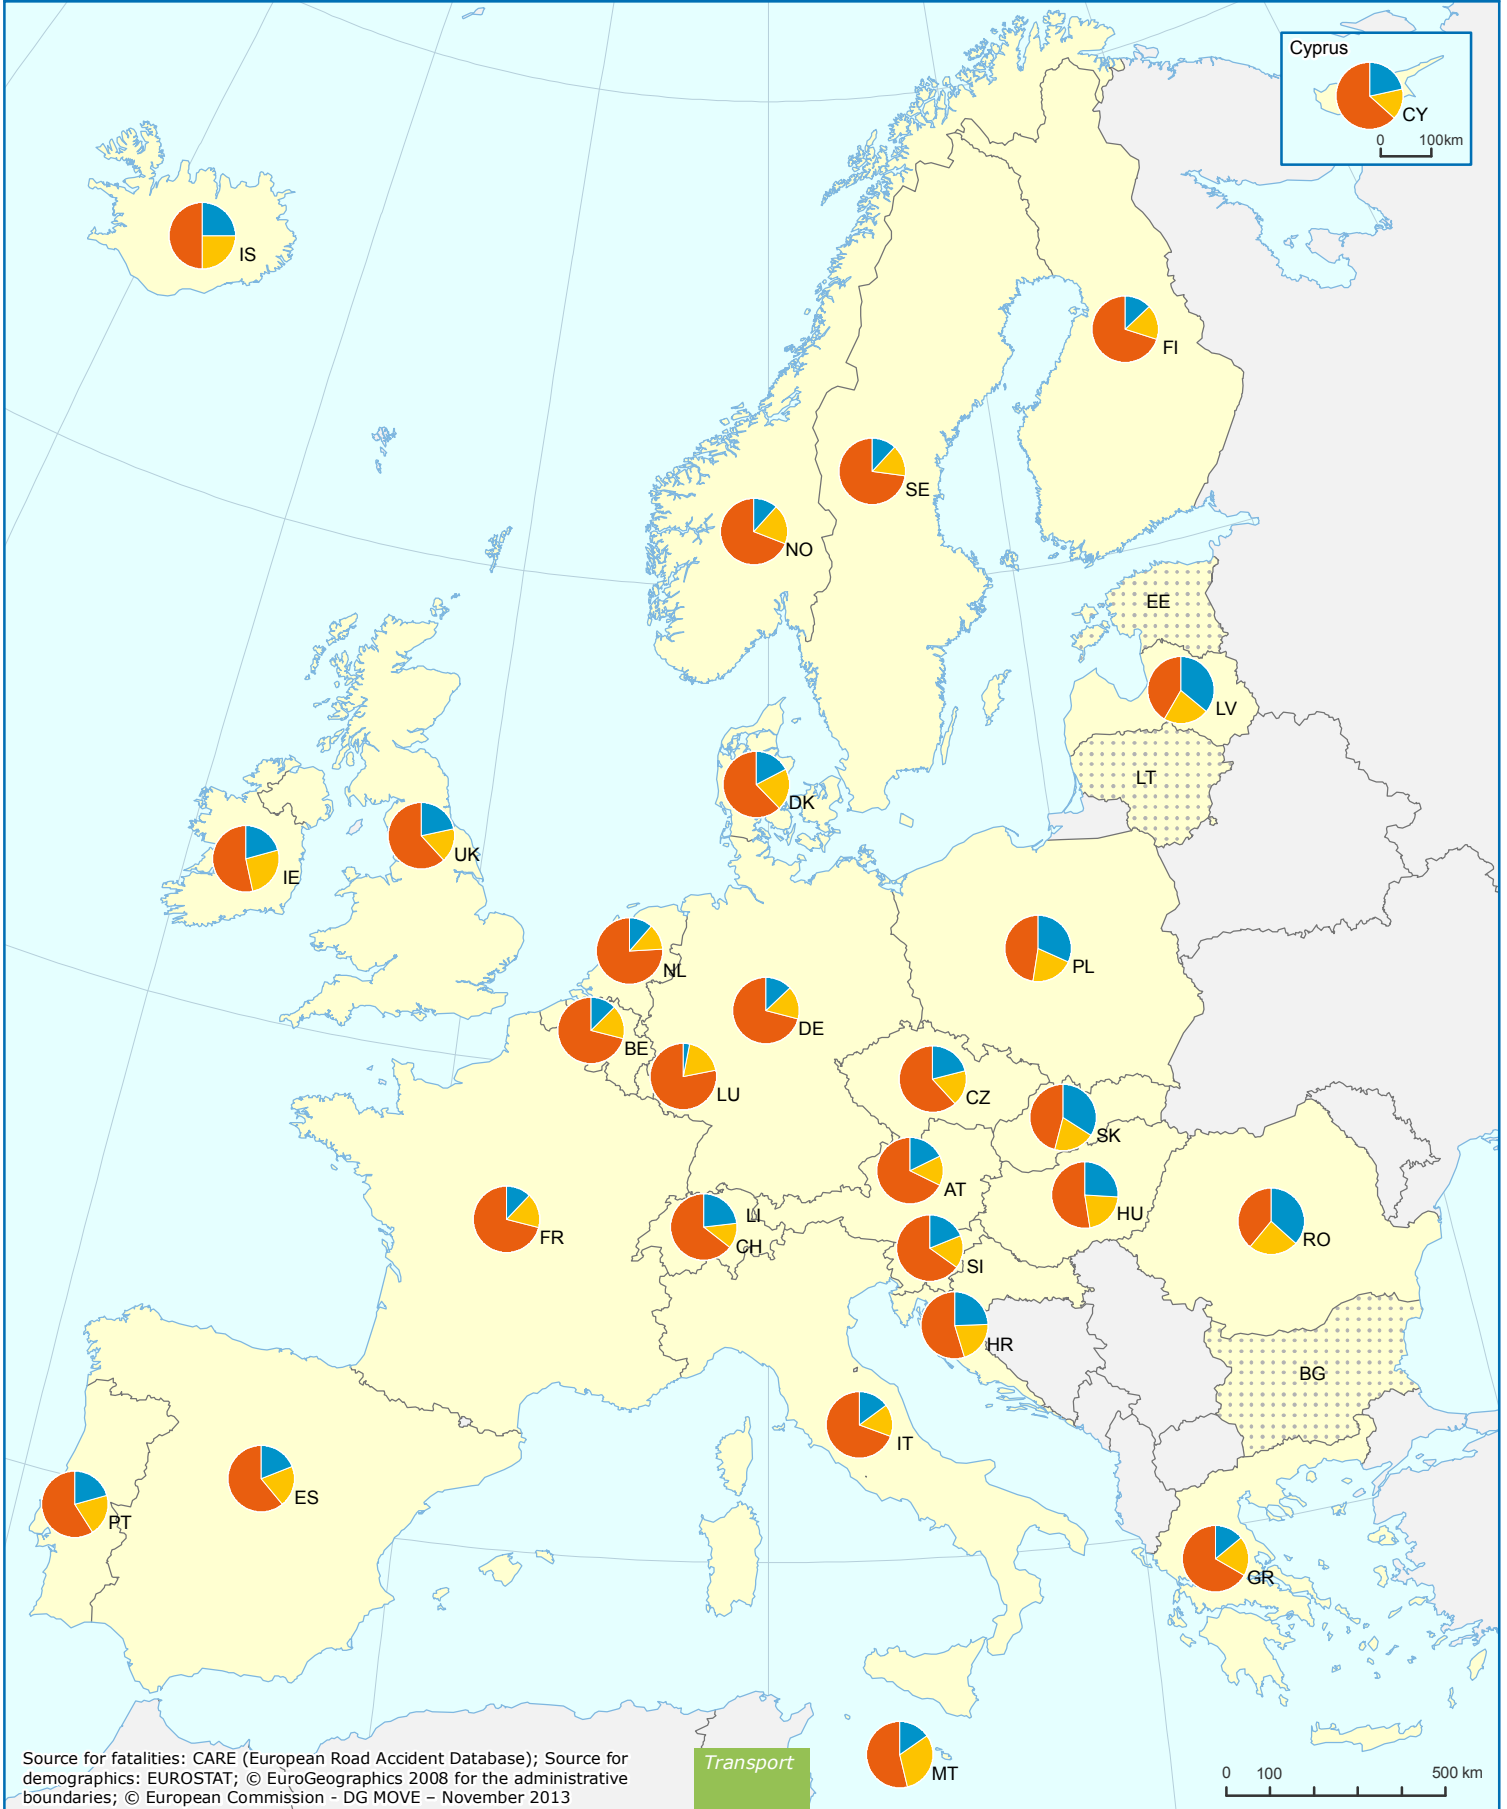 Cyprus
CY
0 100km
IS
FI
SE
NO
EE
LV
LT
DK
UK
IE
PL
NL
DE
BE
LU
CZ
SK
AT
HU
LI
CH
FR
RO
SI
HR
BG
IT
ES
PT
GR
MT
Source for fatalities: CARE (European Road Accident Database); Source for
demographics: EUROSTAT; © EuroGeographics 2008 for the administrative
boundaries; © European Commission - DG MOVE – November 2013
Transport
0 100 500 km